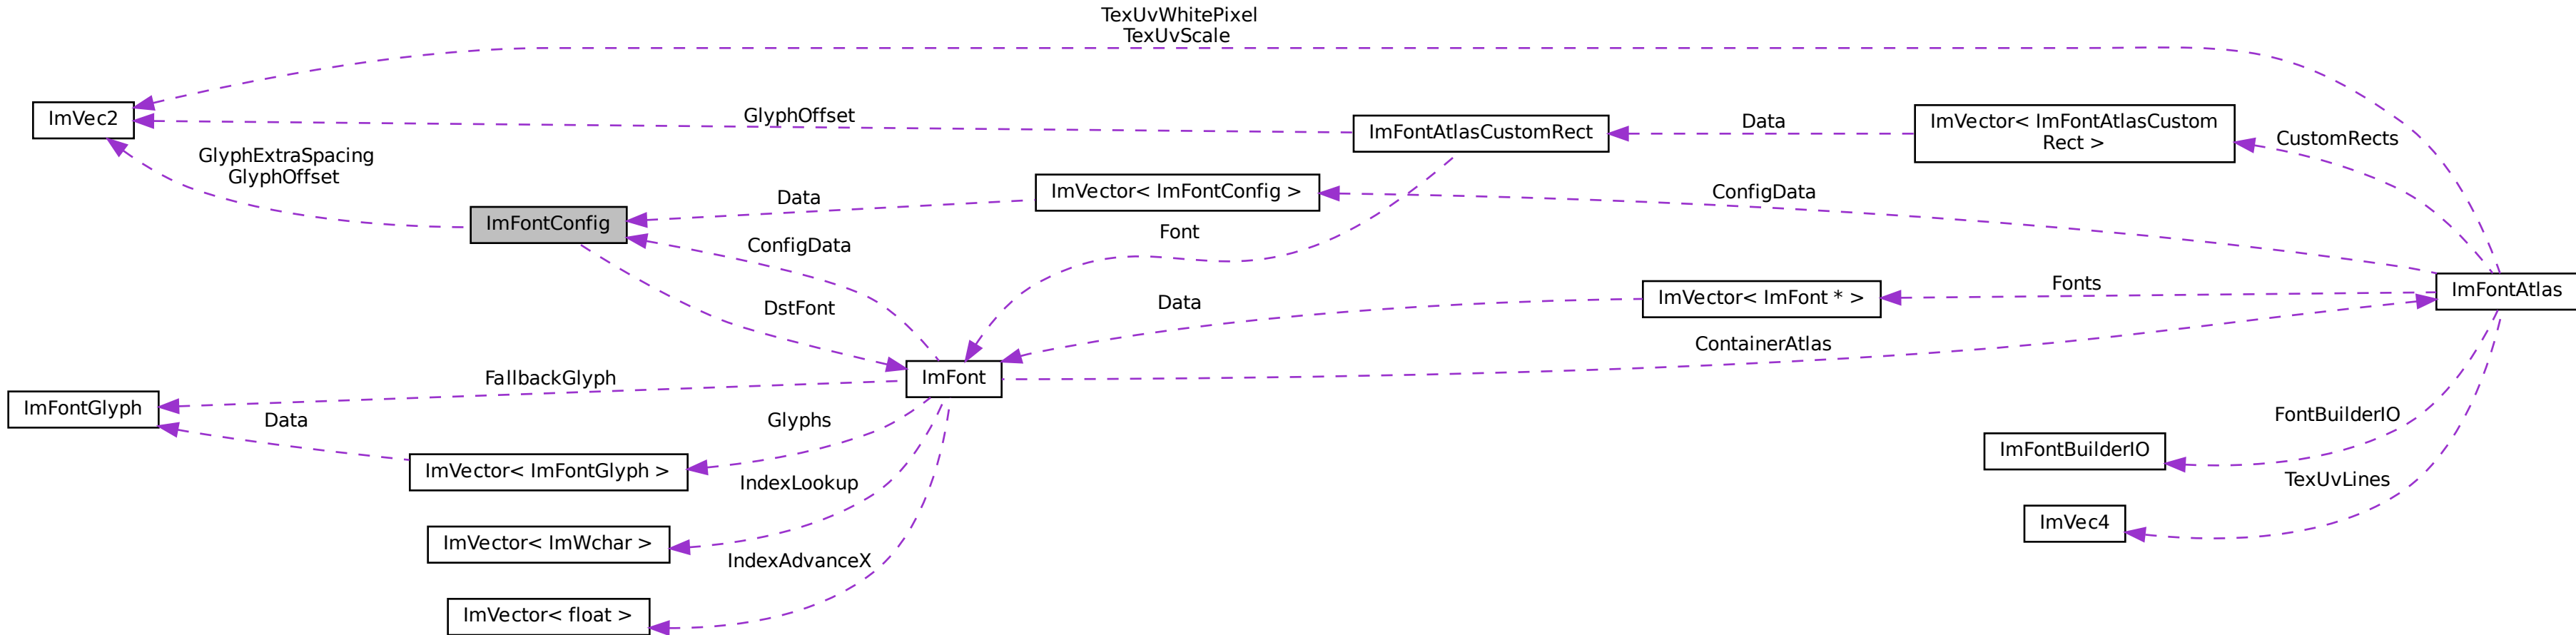 TexUvWhitePixel
TexUvScale
ImVec2
GlyphOffset
ImFontAtlasCustomRect
Data
ImVector< ImFontAtlasCustom
Rect >
CustomRects
GlyphExtraSpacing
GlyphOffset
ImFontConfig
Data
ImVector< ImFontConfig >
ConfigData
ConfigData
Font
DstFont
Data
ImVector< ImFont * >
Fonts
ImFontAtlas
ContainerAtlas
ImFont
FallbackGlyph
ImFontGlyph
Data
Glyphs
ImVector< ImFontGlyph >
IndexLookup
ImVector< ImWchar >
IndexAdvanceX
ImVector< float >
FontBuilderIO
ImFontBuilderIO
TexUvLines
ImVec4